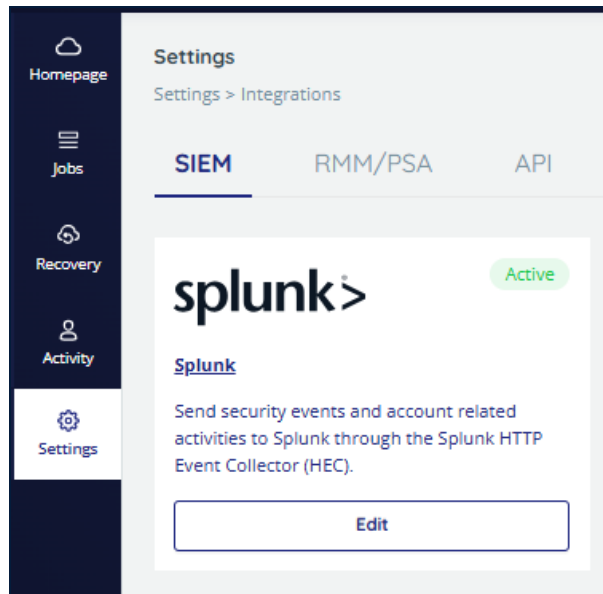 Homepage
Jobs
Recovery
Activity
Settings
Settings
Settings > Integrations
SIEM RMM/PSA API
splunk>
Active
Splunk
Send security events and account related
activities to Splunk through the Splunk HTTP
Event Collector (HEC).
Edit